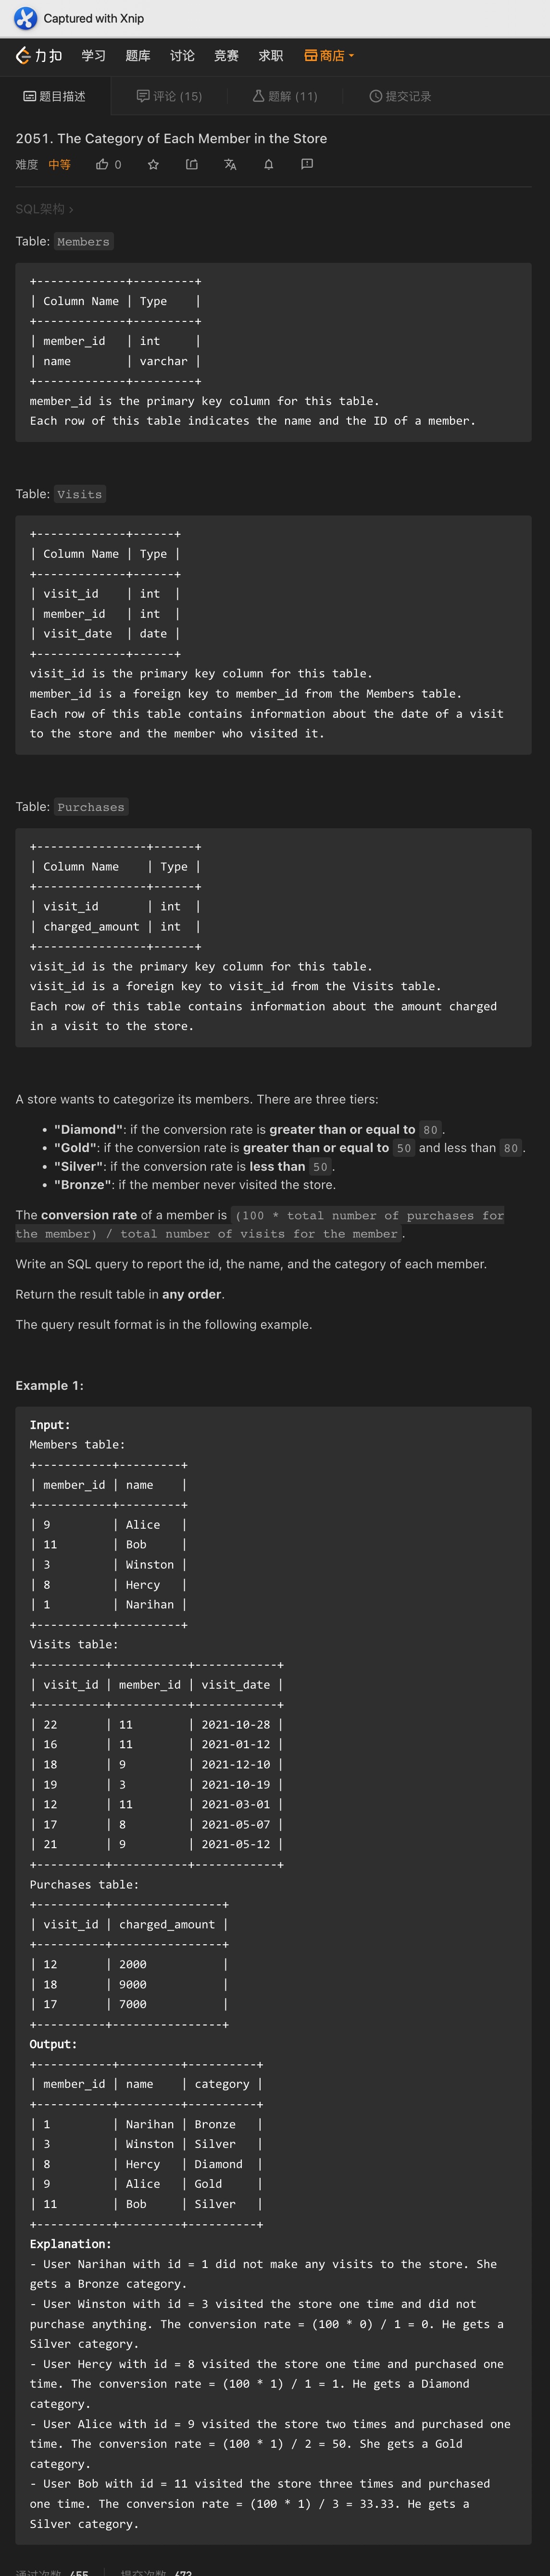 Captured with Xnip
力扣 学习 题库 讨论 竞赛 求职 商店
题目描述 评论 (15) 题解 (11) 提交记录
2051. The Category of Each Member in the Store
难度 中等 0
SQL架构 >
Table: Members
+-------------+---------+
| Column Name | Type    |
+-------------+---------+
| member_id   | int     |
| name        | varchar |
+-------------+---------+
member_id is the primary key column for this table.
Each row of this table indicates the name and the ID of a member.
Table: Visits
+-------------+------+
| Column Name | Type |
+-------------+------+
| visit_id    | int  |
| member_id   | int  |
| visit_date  | date |
+-------------+------+
visit_id is the primary key column for this table.
member_id is a foreign key to member_id from the Members table.
Each row of this table contains information about the date of a visit
to the store and the member who visited it.
Table: Purchases
+----------------+------+
| Column Name    | Type |
+----------------+------+
| visit_id       | int  |
| charged_amount | int  |
+----------------+------+
visit_id is the primary key column for this table.
visit_id is a foreign key to visit_id from the Visits table.
Each row of this table contains information about the amount charged
in a visit to the store.
A store wants to categorize its members. There are three tiers:
• "Diamond": if the conversion rate is greater than or equal to 80.
• "Gold": if the conversion rate is greater than or equal to 50 and less than 80.
• "Silver": if the conversion rate is less than 50.
• "Bronze": if the member never visited the store.
The conversion rate of a member is (100 * total number of purchases for
the member) / total number of visits for the member.
Write an SQL query to report the id, the name, and the category of each member.
Return the result table in any order.
The query result format is in the following example.
Example 1:
Input:
Members table:
+-----------+---------+
| member_id | name    |
+-----------+---------+
| 9         | Alice   |
| 11        | Bob     |
| 3         | Winston |
| 8         | Hercy   |
| 1         | Narihan |
+-----------+---------+
Visits table:
+----------+-----------+------------+
| visit_id | member_id | visit_date |
+----------+-----------+------------+
| 22       | 11        | 2021-10-28 |
| 16       | 11        | 2021-01-12 |
| 18       | 9         | 2021-12-10 |
| 19       | 3         | 2021-10-19 |
| 12       | 11        | 2021-03-01 |
| 17       | 8         | 2021-05-07 |
| 21       | 9         | 2021-05-12 |
+----------+-----------+------------+
Purchases table:
+----------+----------------+
| visit_id | charged_amount |
+----------+----------------+
| 12       | 2000           |
| 18       | 9000           |
| 17       | 7000           |
+----------+----------------+
Output:
+-----------+---------+----------+
| member_id | name    | category |
+-----------+---------+----------+
| 1         | Narihan | Bronze   |
| 3         | Winston | Silver   |
| 8         | Hercy   | Diamond  |
| 9         | Alice   | Gold     |
| 11        | Bob     | Silver   |
+-----------+---------+----------+
Explanation:
- User Narihan with id = 1 did not make any visits to the store. She
gets a Bronze category.
- User Winston with id = 3 visited the store one time and did not
purchase anything. The conversion rate = (100 * 0) / 1 = 0. He gets a
Silver category.
- User Hercy with id = 8 visited the store one time and purchased one
time. The conversion rate = (100 * 1) / 1 = 1. He gets a Diamond
category.
- User Alice with id = 9 visited the store two times and purchased one
time. The conversion rate = (100 * 1) / 2 = 50. She gets a Gold
category.
- User Bob with id = 11 visited the store three times and purchased
one time. The conversion rate = (100 * 1) / 3 = 33.33. He gets a
Silver category.
通过次数 455 提交次数 673